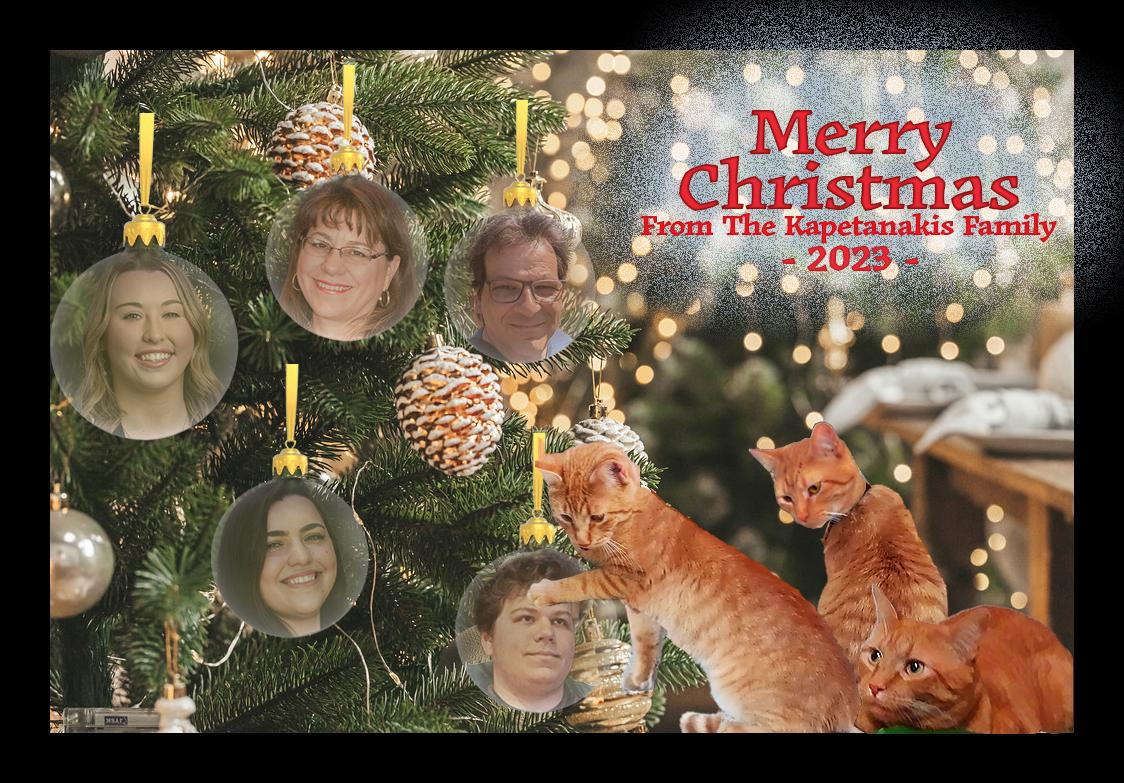 Merry
Christmas
From The Kapetanakis Family
- 2023 -